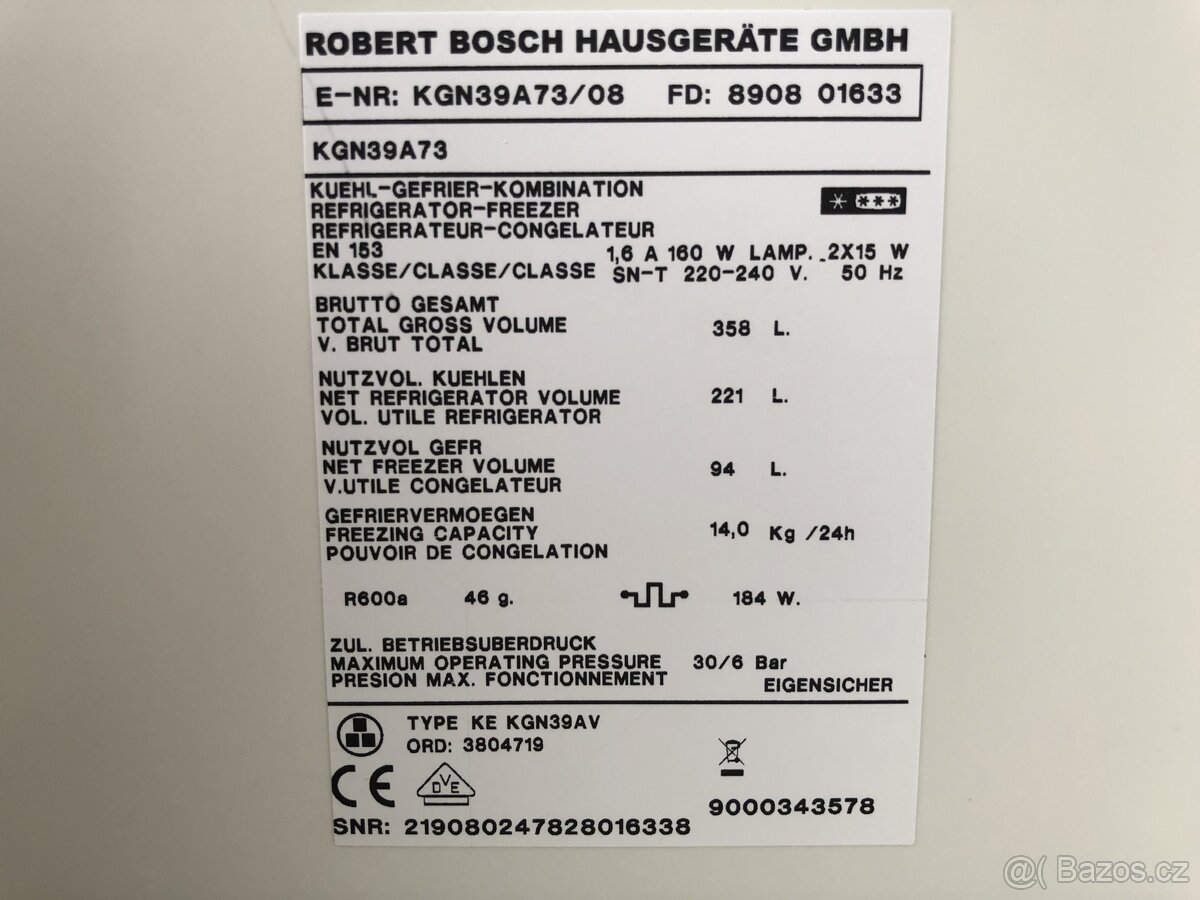 ROBERT BOSCH HAUSGERÄTE GMBH
E-NR: KGN39A73/08 FD: 8908 01633
KGN39A73
KUEHL-GEFRIER-KOMBINATION
REFRIGERATOR-FREEZER
REFRIGERATEUR-CONGELATEUR
EN 153 1,6 A 160 W LAMP. 2X15 W
KLASSE/CLASSE/CLASSE SN-T 220-240 V. 50 Hz
BRUTTO GESAMT
TOTAL GROSS VOLUME 358 L.
V. BRUT TOTAL
NUTZVOL. KUEHLEN
NET REFRIGERATOR VOLUME 221 L.
VOL. UTILE REFRIGERATOR
NUTZVOL GEFR
NET FREEZER VOLUME 94 L.
V.UTILE CONGELATEUR
GEFRIERVERMOEGEN
FREEZING CAPACITY 14,0 Kg /24h
POUVOIR DE CONGELATION
R600a 46 g. 184 W.
ZUL. BETRIEBSUBERDRUCK
MAXIMUM OPERATING PRESSURE 30/6 Bar
PRESION MAX. FONCTIONNEMENT EIGENSICHER
TYPE KE KGN39AV
ORD: 3804719
CE DVE
9000343578
SNR: 219080247828016338
@( Bazos.cz